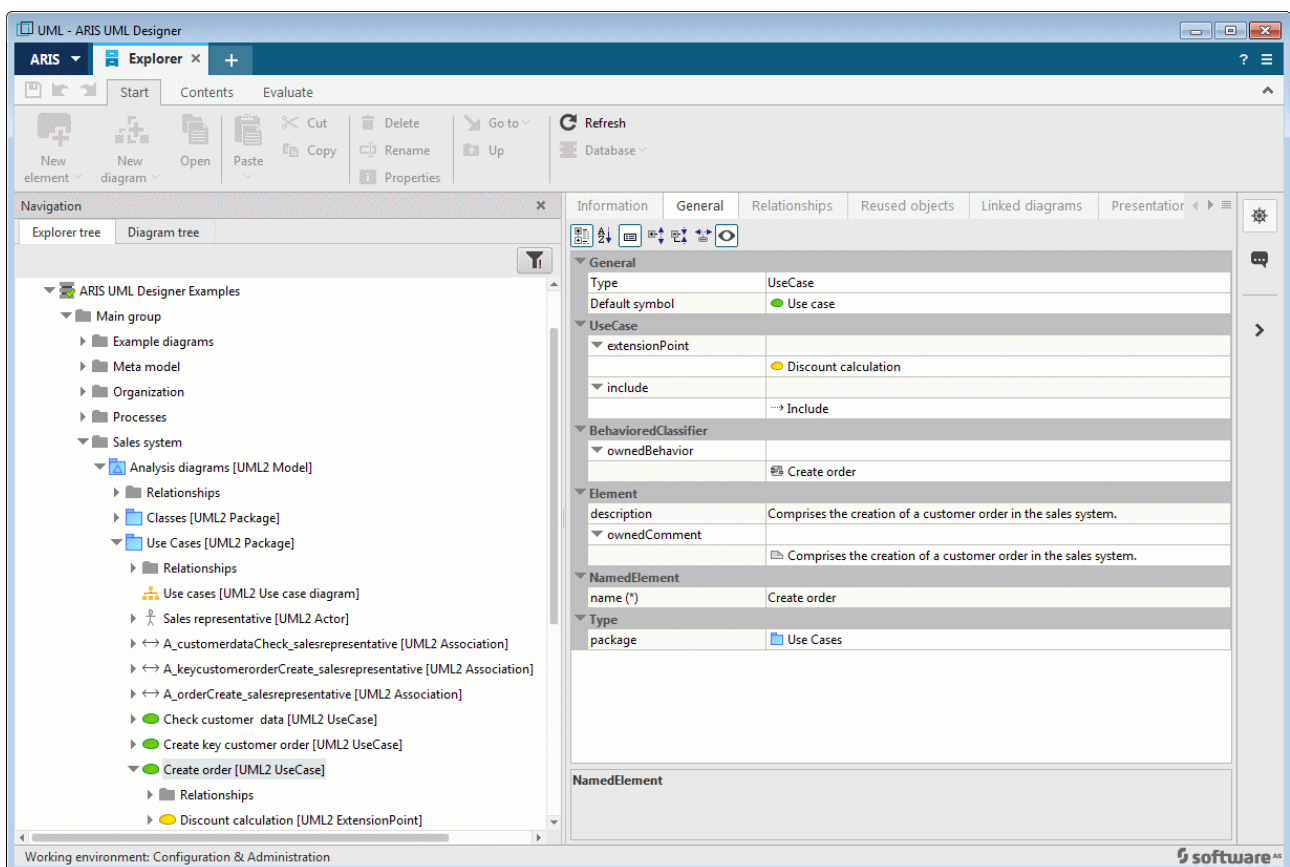 UML - ARIS UML Designer
ARIS Explorer × + ?
Start Contents Evaluate
New element
New diagram
Open
Paste
Cut
Copy
Delete
Rename
Properties
Go to
Up
Refresh
Database
Navigation ×
Explorer tree Diagram tree
ARIS UML Designer Examples
Main group
Example diagrams
Meta model
Organization
Processes
Sales system
Analysis diagrams [UML2 Model]
Relationships
Classes [UML2 Package]
Use Cases [UML2 Package]
Relationships
Use cases [UML2 Use case diagram]
Sales representative [UML2 Actor]
A_customerdataCheck_salesrepresentative [UML2 Association]
A_keycustomerorderCreate_salesrepresentative [UML2 Association]
A_orderCreate_salesrepresentative [UML2 Association]
Check customer data [UML2 UseCase]
Create key customer order [UML2 UseCase]
Create order [UML2 UseCase]
Relationships
Discount calculation [UML2 ExtensionPoint]
Information General Relationships Reused objects Linked diagrams Presentation
General
Type UseCase
Default symbol Use case
UseCase
extensionPoint
Discount calculation
include
Include
BehavioredClassifier
ownedBehavior
Create order
Element
description Comprises the creation of a customer order in the sales system.
ownedComment
Comprises the creation of a customer order in the sales system.
NamedElement
name (*) Create order
Type
package Use Cases
NamedElement
Working environment: Configuration & Administration
software AG